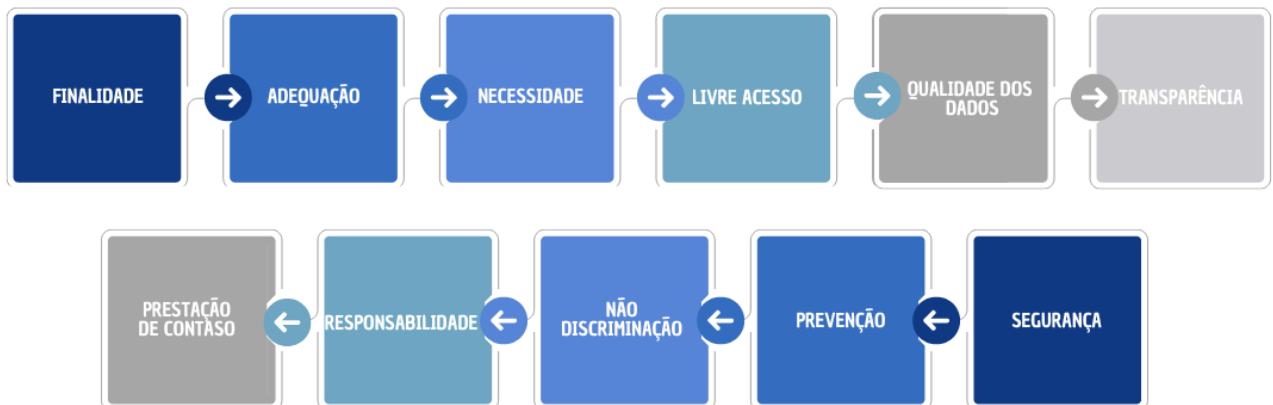 FINALIDADE
ADEQUAÇÃO
NECESSIDADE
LIVRE ACESSO
QUALIDADE DOS
DADOS
TRANSPARÊNCIA
SEGURANÇA
PREVENÇÃO
NÃO
DISCRIMINAÇÃO
RESPONSABILIDADE
PRESTAÇÃO
DE CONTASO